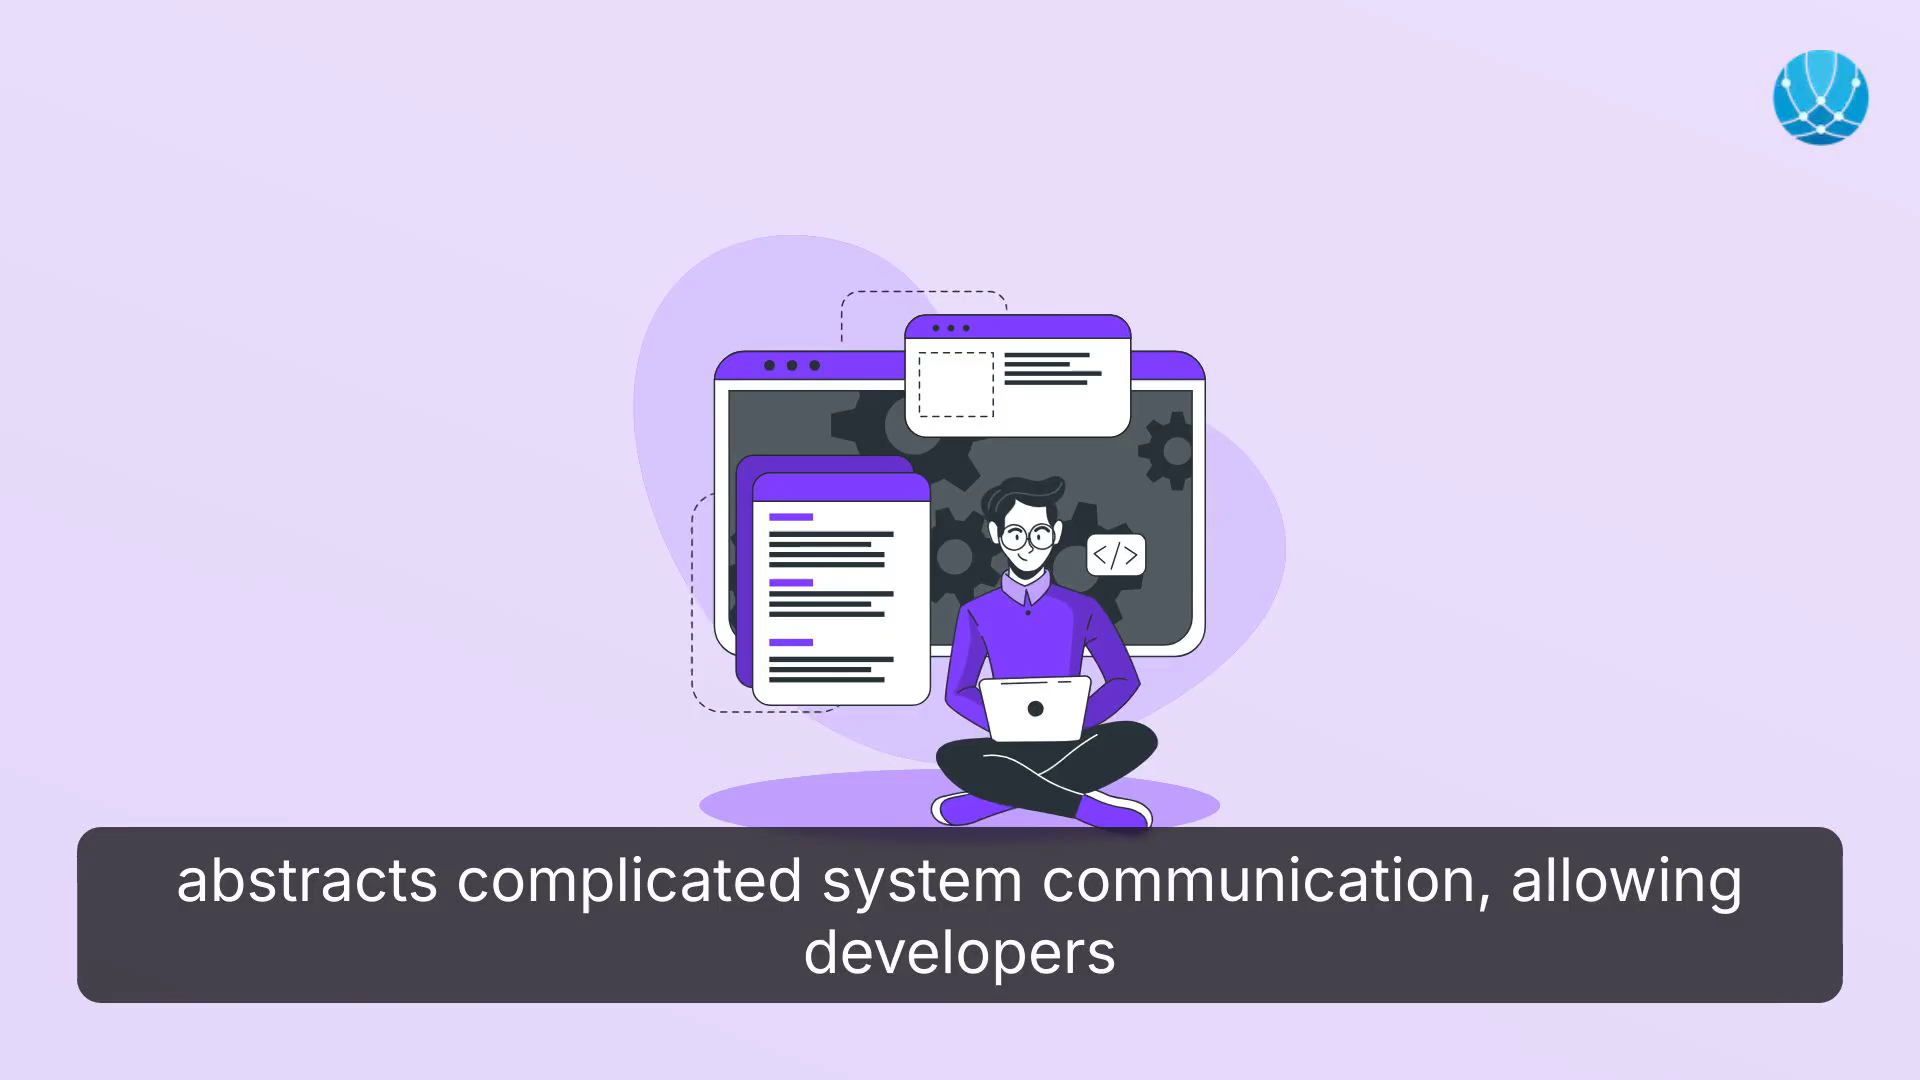 </>
abstracts complicated system communication, allowing
developers